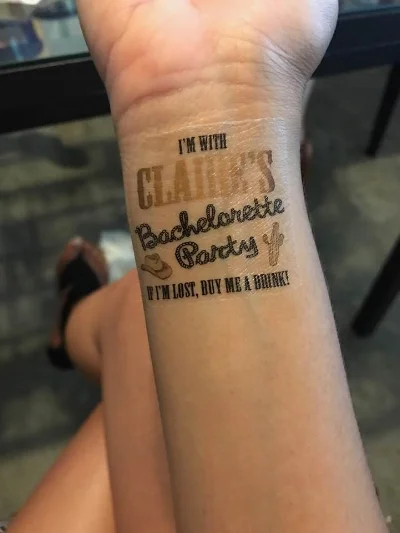 I'M WITH
CLAIRE'S
Bachelorette
Party
IF I'M LOST, BUY ME A DRINK!